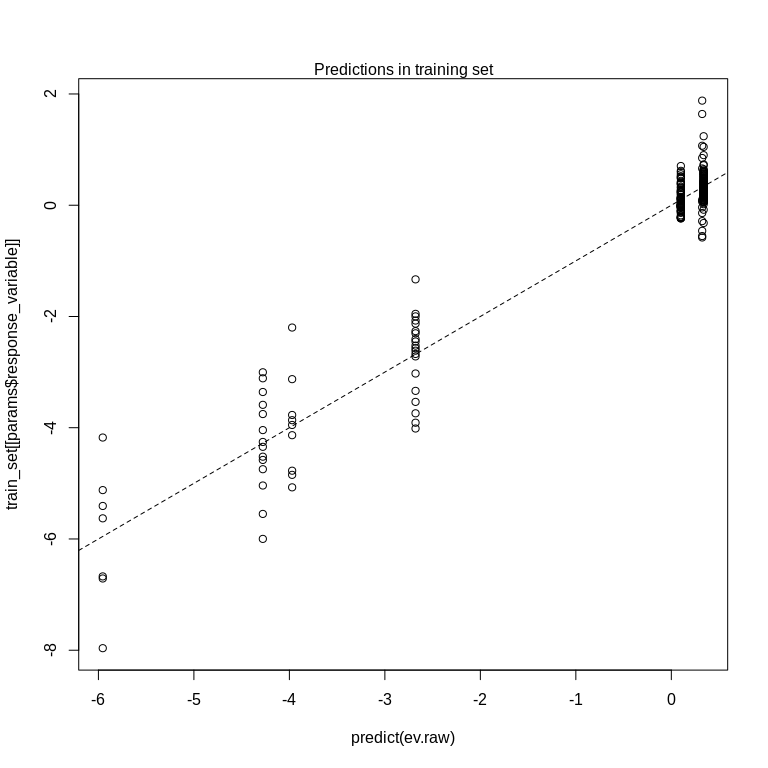 Predictions in training set
2
0
-2
-4
-6
-8
train_set[[params$response_variable]]
-6 -5 -4 -3 -2 -1 0
predict(ev.raw)